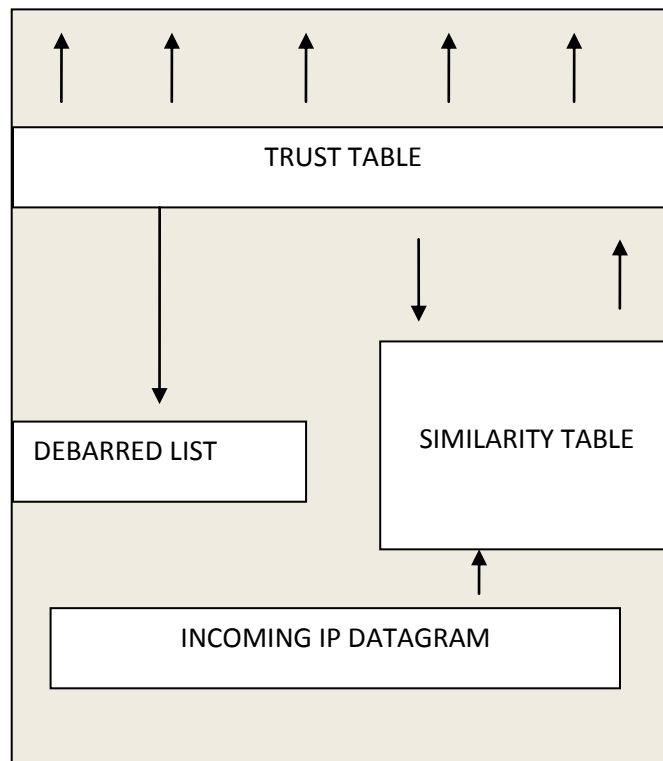 TRUST TABLE
DEBARRED LIST
SIMILARITY TABLE
INCOMING IP DATAGRAM